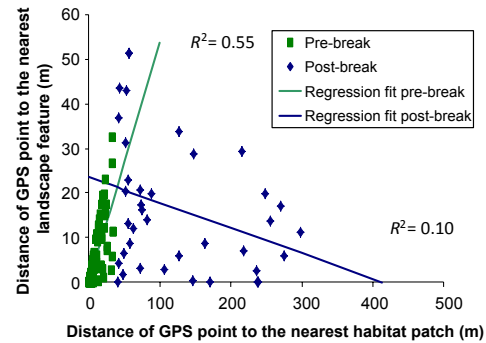 Distance of GPS point to the nearest
landscape feature (m)
60
50
40
30
20
10
0
R² = 0.55
Pre-break
Post-break
Regression fit pre-break
Regression fit post-break
R² = 0.10
0 100 200 300 400 500
Distance of GPS point to the nearest habitat patch (m)